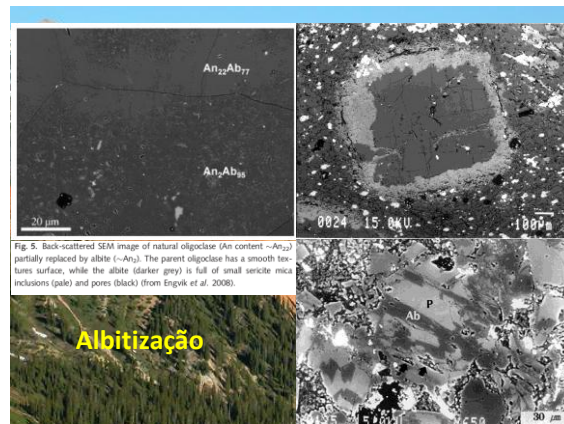 An22Ab77
An2Ab95
20 µm
Fig. 5. Back-scattered SEM image of natural oligoclase (An content ~An22)
partially replaced by albite (~An2). The parent oligoclase has a smooth tex-
tures surface, while the albite (darker grey) is full of small sericite mica
inclusions (pale) and pores (black) (from Engvik et al. 2008).
0024 15.0KV 100µm
P
Ab
Albitização
30 µm